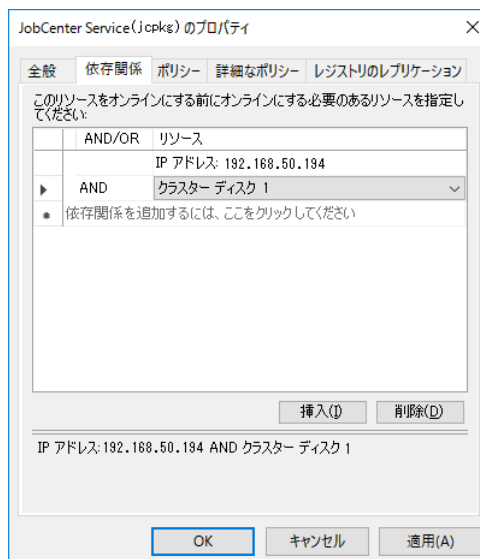 JobCenter Service(jcpkg) のプロパティ
全般 依存関係 ポリシー 詳細なポリシー レジストリのレプリケーション
このリソースをオンラインにする前にオンラインにする必要のあるリソースを指定し
てください:
AND/OR リソース
IP アドレス: 192.168.50.194
AND クラスター ディスク 1
依存関係を追加するには、ここをクリックしてください
挿入(I) 削除(D)
IP アドレス:192.168.50.194 AND クラスター ディスク 1
OK キャンセル 適用(A)